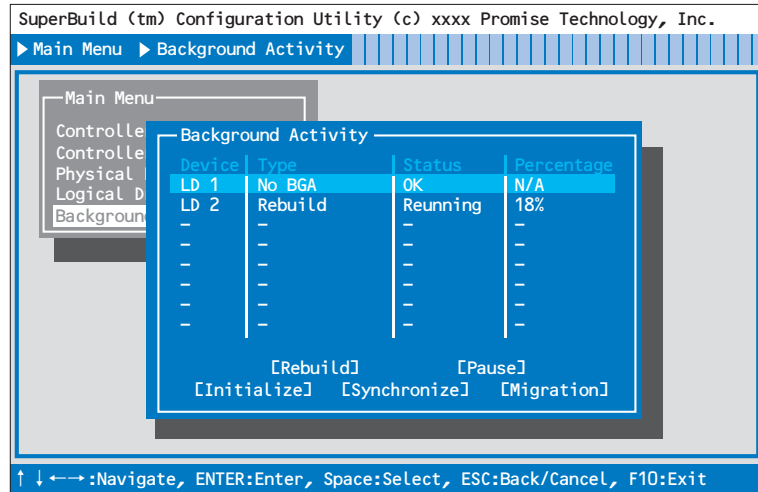 SuperBuild (tm) Configuration Utility (c) xxxx Promise Technology, Inc.
Main Menu Background Activity
Main Menu
Controlle
Controlle
Physical
Logical D
Background
Background Activity
Device Type Status Percentage
LD 1 No BGA OK N/A
LD 2 Rebuild Reunning 18%
– – – –
– – – –
– – – –
– – – –
– – – –
– – – –
[Rebuild] [Pause]
[Initialize] [Synchronize] [Migration]
↑↓←→:Navigate, ENTER:Enter, Space:Select, ESC:Back/Cancel, F10:Exit